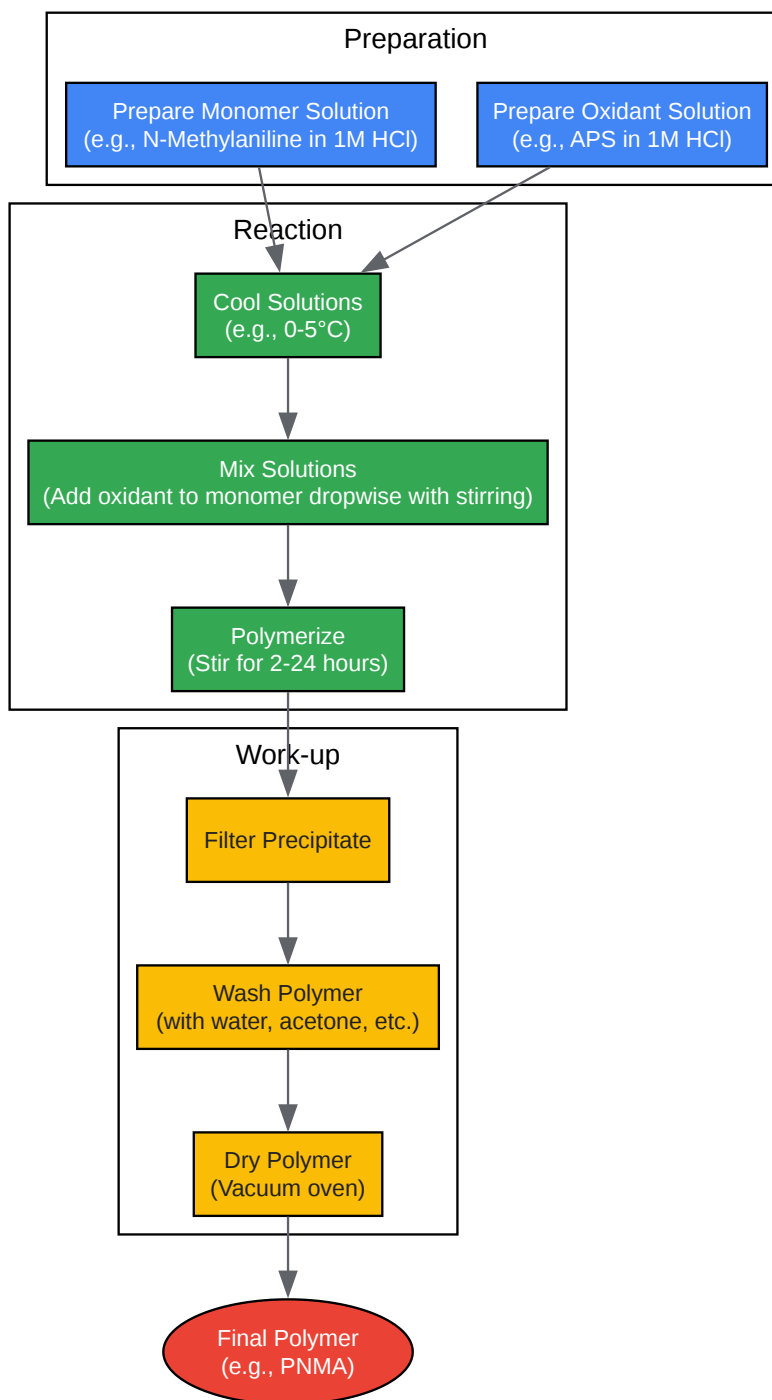 Preparation
Prepare Monomer Solution
(e.g., N-Methylaniline in 1M HCl)
Prepare Oxidant Solution
(e.g., APS in 1M HCl)
Reaction
Cool Solutions
(e.g., 0-5°C)
Mix Solutions
(Add oxidant to monomer dropwise with stirring)
Polymerize
(Stir for 2-24 hours)
Work-up
Filter Precipitate
Wash Polymer
(with water, acetone, etc.)
Dry Polymer
(Vacuum oven)
Final Polymer
(e.g., PNMA)